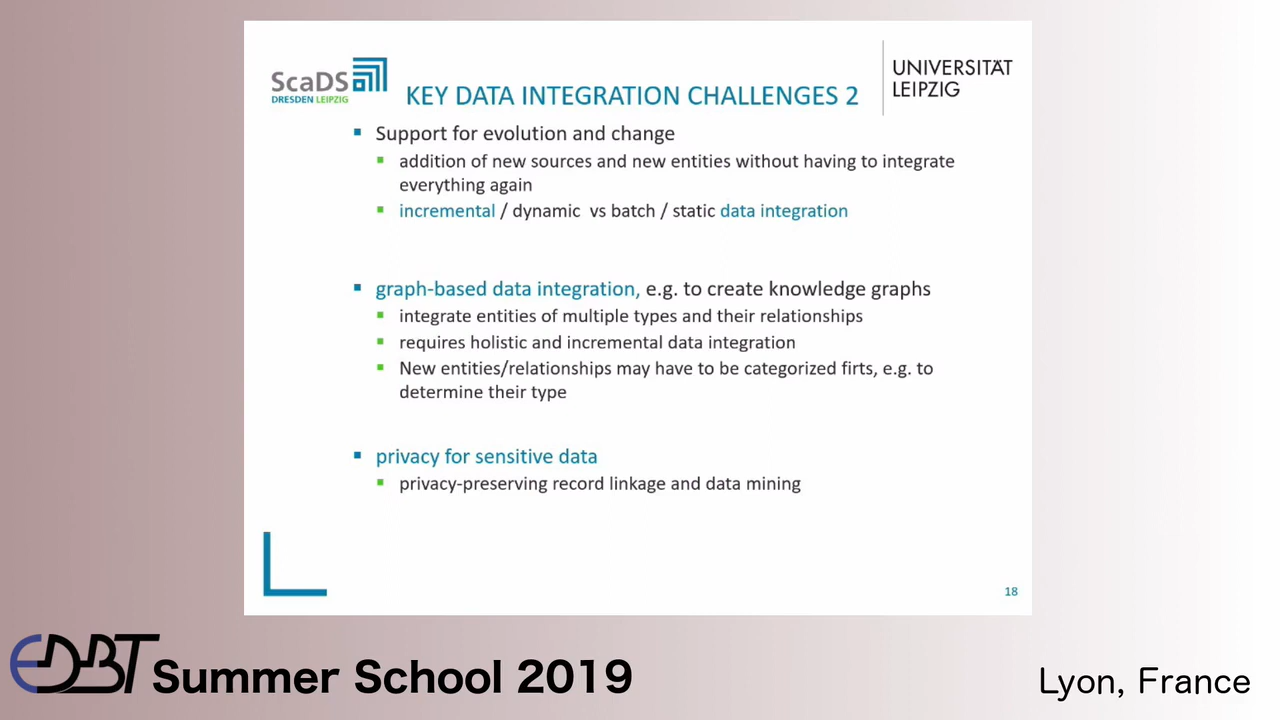 ScaDS
DRESDEN LEIPZIG
UNIVERSITÄT
LEIPZIG
KEY DATA INTEGRATION CHALLENGES 2
Support for evolution and change
addition of new sources and new entities without having to integrate
everything again
incremental / dynamic vs batch / static data integration
graph-based data integration, e.g. to create knowledge graphs
integrate entities of multiple types and their relationships
requires holistic and incremental data integration
New entities/relationships may have to be categorized firts, e.g. to
determine their type
privacy for sensitive data
privacy-preserving record linkage and data mining
18
EDBT Summer School 2019
Lyon, France